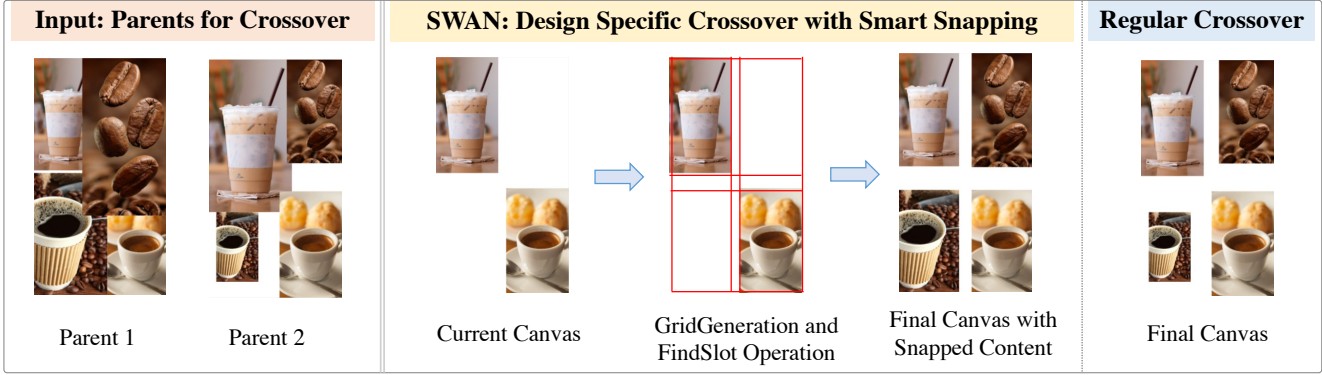 Input: Parents for Crossover
SWAN: Design Specific Crossover with Smart Snapping
Regular Crossover
Parent 1
Parent 2
Current Canvas
GridGeneration and
FindSlot Operation
Final Canvas with
Snapped Content
Final Canvas